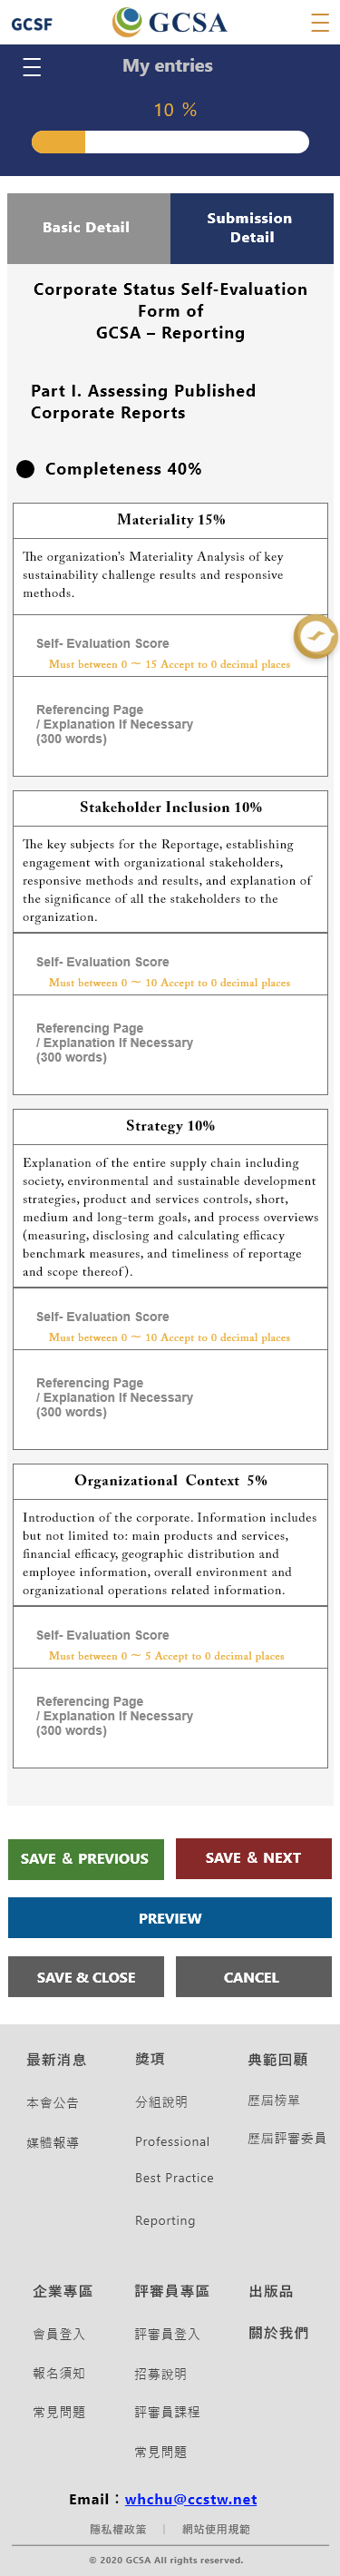 GCSF
GCSA
My entries
10 %
Basic Detail
Submission
Detail
Corporate Status Self-Evaluation
Form of
GCSA – Reporting
Part I. Assessing Published
Corporate Reports
● Completeness 40%
Materiality 15%
The organization's Materiality Analysis of key
sustainability challenge results and responsive
methods.
Self- Evaluation Score
Must between 0 ～ 15 Accept to 0 decimal places
Referencing Page
/ Explanation If Necessary
(300 words)
Stakeholder Inclusion 10%
The key subjects for the Reportage, establishing
engagement with organizational stakeholders,
responsive methods and results, and explanation of
the significance of all the stakeholders to the
organization.
Self- Evaluation Score
Must between 0 ～ 10 Accept to 0 decimal places
Referencing Page
/ Explanation If Necessary
(300 words)
Strategy 10%
Explanation of the entire supply chain including
society, environmental and sustainable development
strategies, product and services controls, short,
medium and long-term goals, and process overviews
(measuring, disclosing and calculating efficacy
benchmark measures, and timeliness of reportage
and scope thereof).
Self- Evaluation Score
Must between 0 ～ 10 Accept to 0 decimal places
Referencing Page
/ Explanation If Necessary
(300 words)
Organizational Context 5%
Introduction of the corporate. Information includes
but not limited to: main products and services,
financial efficacy, geographic distribution and
employee information, overall environment and
organizational operations related information.
Self- Evaluation Score
Must between 0 ～ 5 Accept to 0 decimal places
Referencing Page
/ Explanation If Necessary
(300 words)
SAVE & PREVIOUS
SAVE & NEXT
PREVIEW
SAVE & CLOSE
CANCEL
最新消息
本會公告
媒體報導
獎項
分組說明
Professional
Best Practice
Reporting
典範回顧
歷屆榜單
歷屆評審委員
企業專區
會員登入
報名須知
常見問題
評審員專區
評審員登入
招募說明
評審員課程
常見問題
出版品
關於我們
Email：whchu@ccstw.net
隱私權政策 | 網站使用規範
© 2020 GCSA All rights reserved.